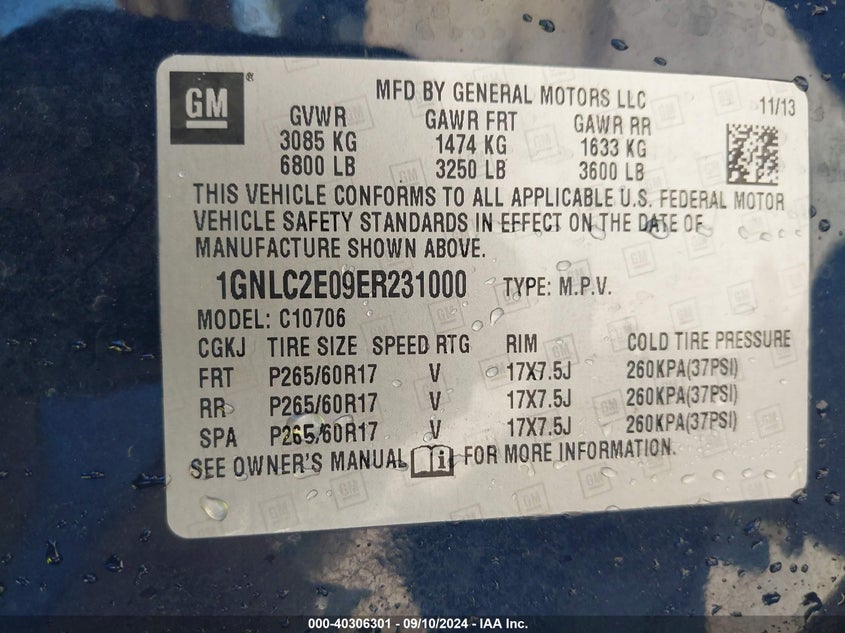 GM ®
MFD BY GENERAL MOTORS LLC
11/13
GVWR GAWR FRT GAWR RR
3085 KG 1474 KG 1633 KG
6800 LB 3250 LB 3600 LB
THIS VEHICLE CONFORMS TO ALL APPLICABLE U.S. FEDERAL MOTOR
VEHICLE SAFETY STANDARDS IN EFFECT ON THE DATE OF
MANUFACTURE SHOWN ABOVE.
1GNLC2E09ER231000 TYPE: M.P.V.
MODEL: C10706
CGKJ TIRE SIZE SPEED RTG RIM COLD TIRE PRESSURE
FRT P265/60R17 V 17X7.5J 260KPA(37PSI)
RR P265/60R17 V 17X7.5J 260KPA(37PSI)
SPA P265/60R17 V 17X7.5J 260KPA(37PSI)
SEE OWNER'S MANUAL i FOR MORE INFORMATION.
000-40306301 - 09/10/2024 - IAA Inc.